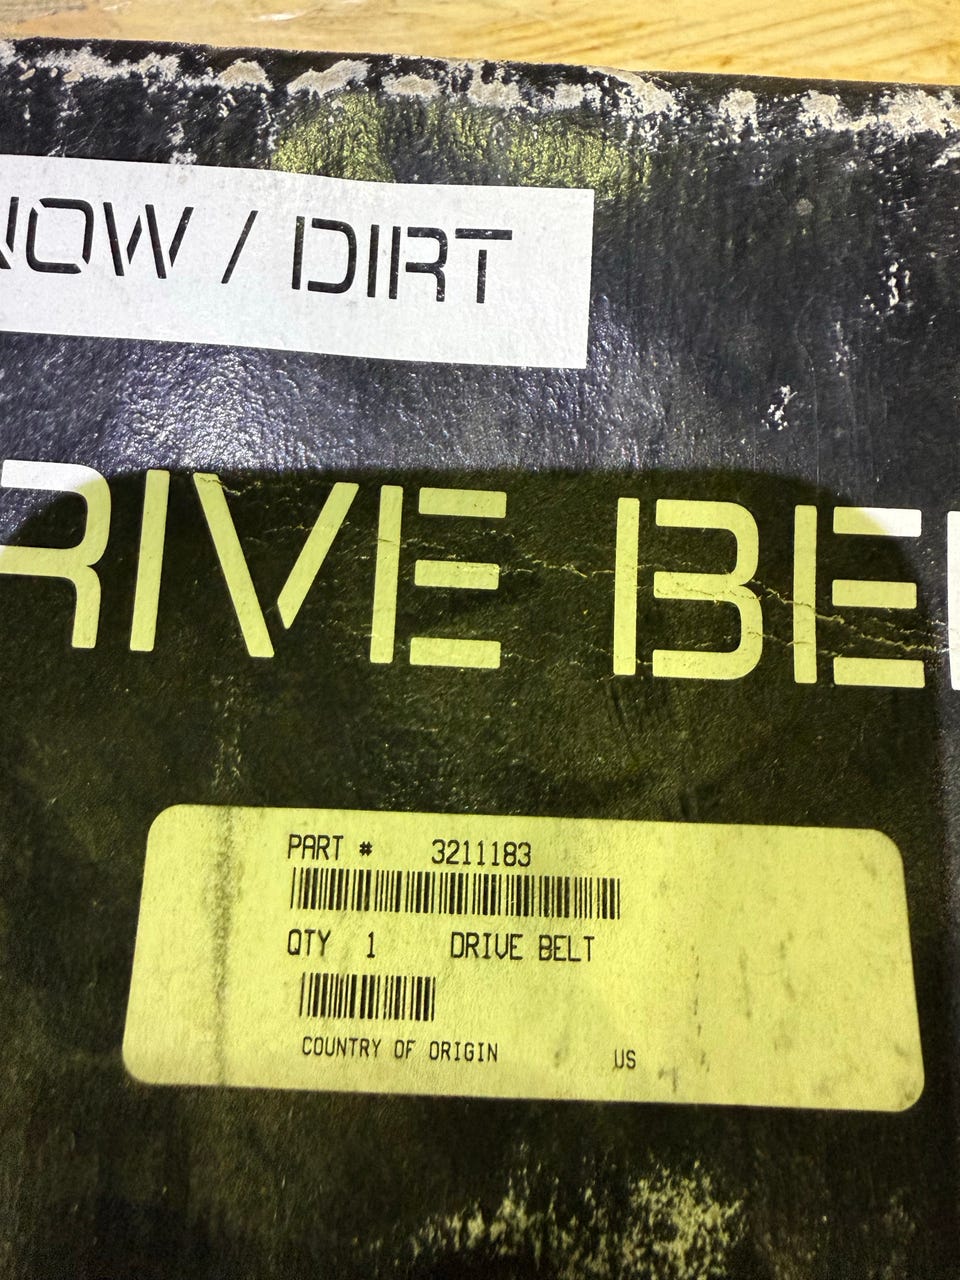 NOW / DIRT
RIVE BE
PART # 3211183
QTY 1 DRIVE BELT
COUNTRY OF ORIGIN US